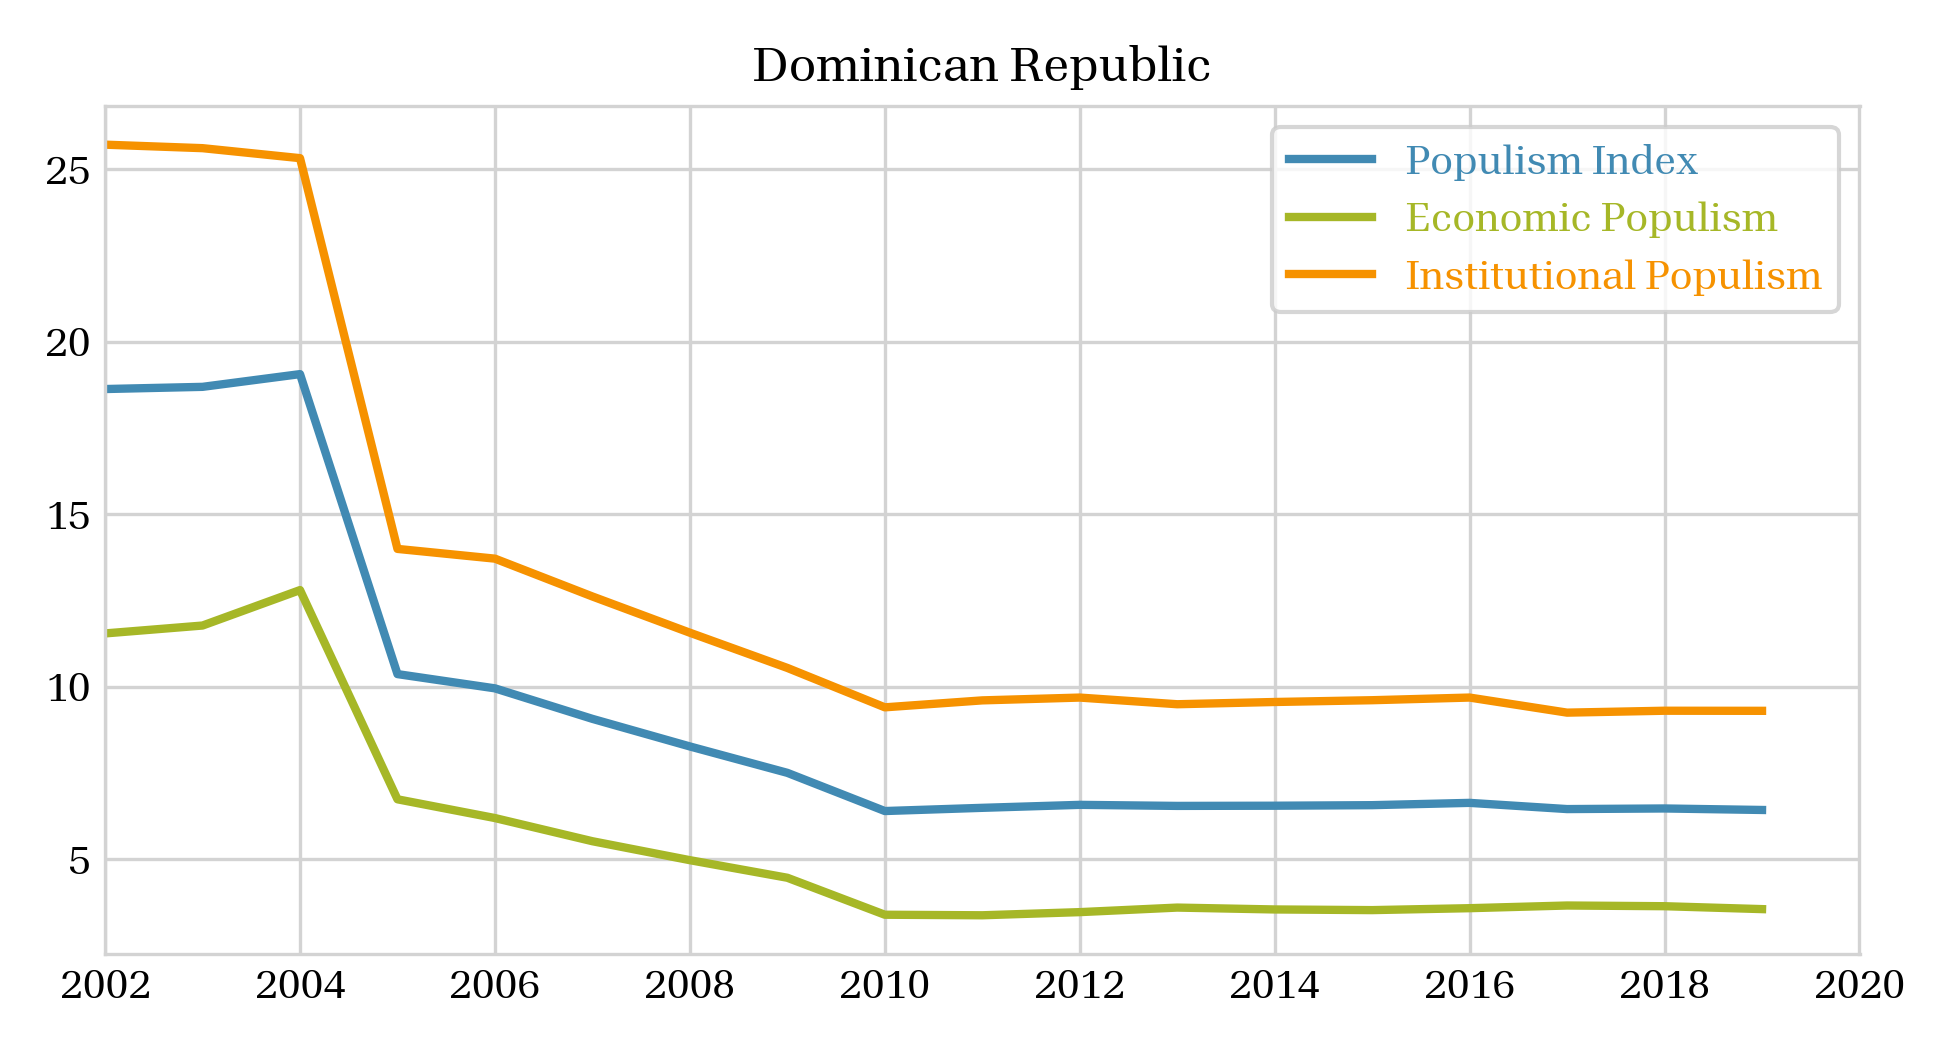 Dominican Republic
25
20
15
10
5
Populism Index
Economic Populism
Institutional Populism
2002 2004 2006 2008 2010 2012 2014 2016 2018 2020